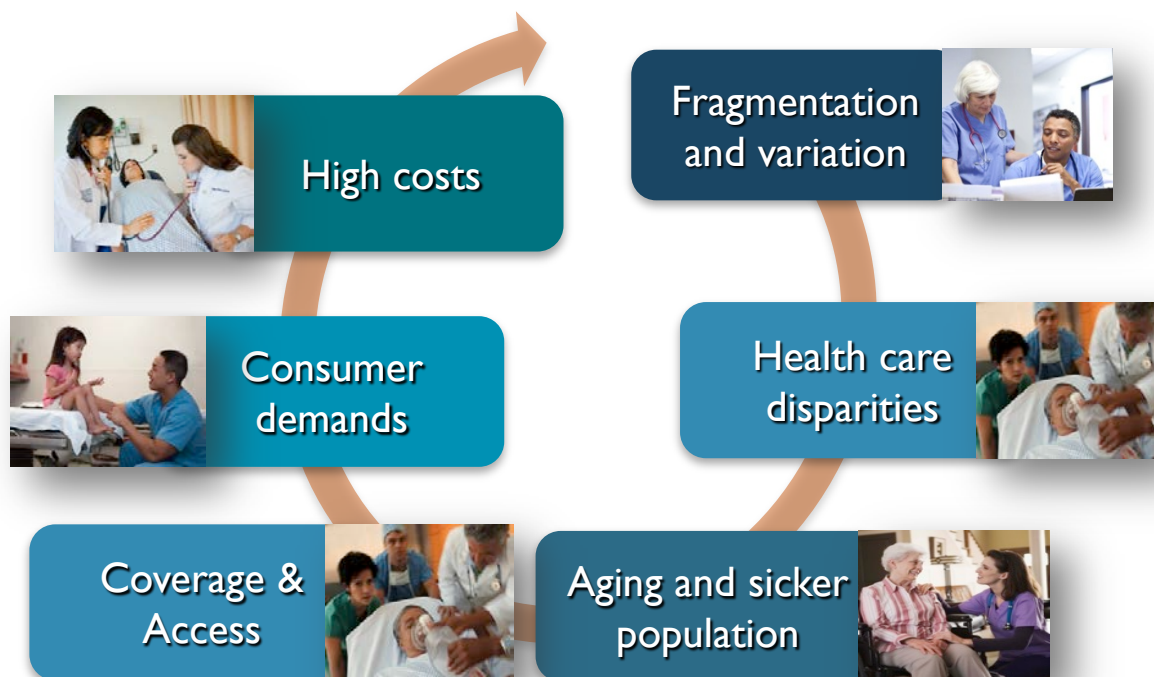 Fragmentation
and variation
Health care
disparities
Aging and sicker
population
Coverage &
Access
Consumer
demands
High costs